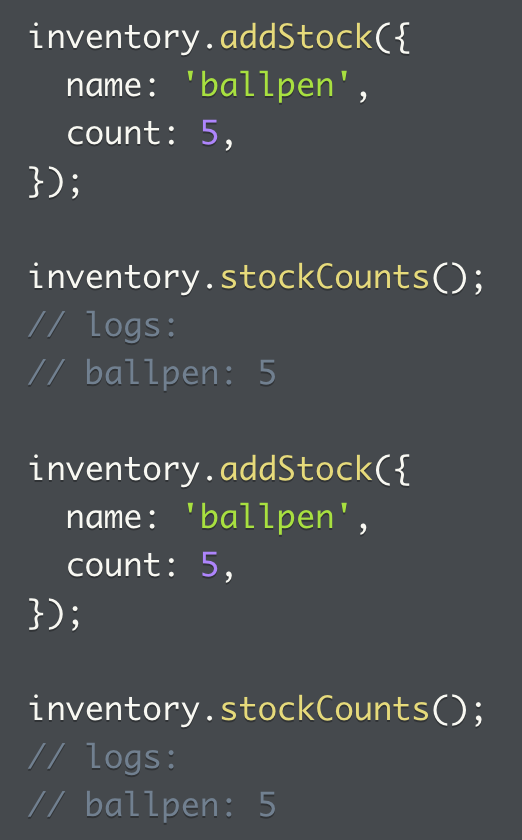 inventory.addStock({
  name: 'ballpen',
  count: 5,
});
inventory.stockCounts();
// logs:
// ballpen: 5
inventory.addStock({
  name: 'ballpen',
  count: 5,
});
inventory.stockCounts();
// logs:
// ballpen: 5